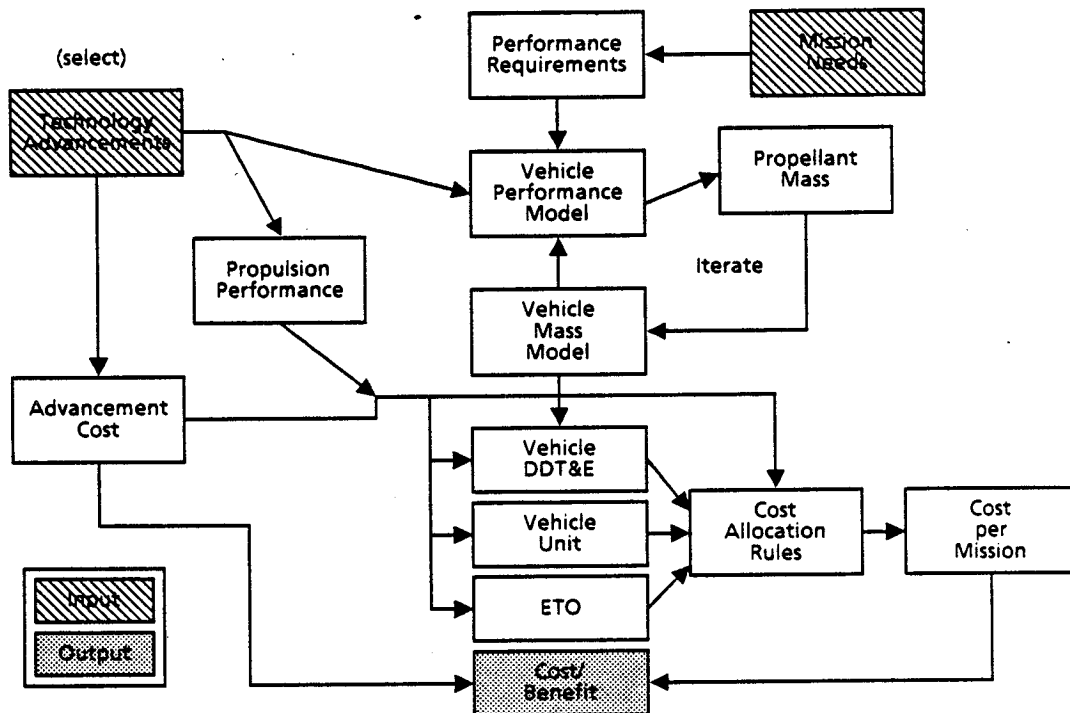 (select)
Technology
Advancements
Performance
Requirements
Mission
Needs
Vehicle
Performance
Model
Propellant
Mass
Propulsion
Performance
Iterate
Vehicle
Mass
Model
Advancement
Cost
Vehicle
DDT&E
Vehicle
Unit
ETO
Cost
Allocation
Rules
Cost
per
Mission
Input
Output
Cost/
Benefit